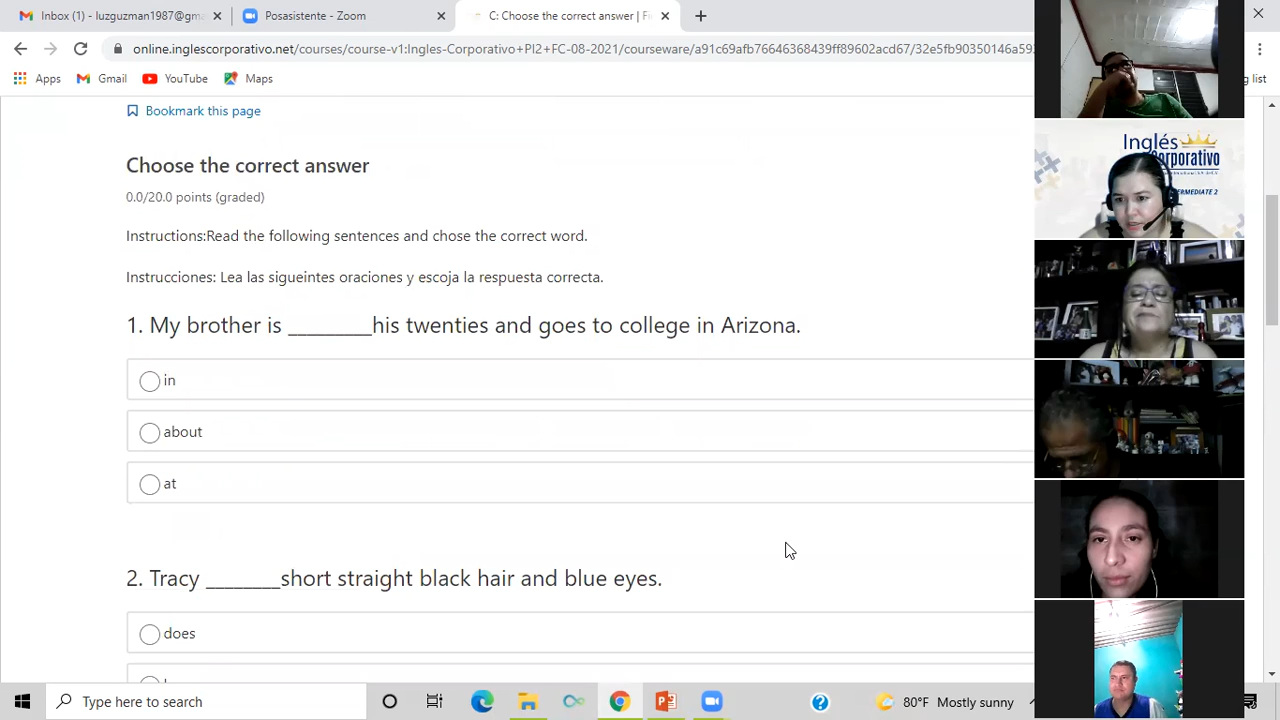 Inbox (1) - luzguzman1987@gm
Posasistente - Zoom
C: Choose the correct answer | F
online.inglescorporativo.net/courses/course-v1:Ingles-Corporativo+PI2+FC-08-2021/courseware/a91c69afb76646368439ff89602acd67/32e5fb90350146a59
Apps
Gmail
YouTube
Maps
g list
Bookmark this page
Choose the correct answer
0.0/20.0 points (graded)
Instructions:Read the following sentences and chose the correct word.
Instrucciones: Lea las sigueintes oraciones y escoja la respuesta correcta.
1. My brother is ________his twenties and goes to college in Arizona.
in
about
at
2. Tracy _______short straight black hair and blue eyes.
does
Inglés
Corporativo
ERMEDIATE 2
Type here to search
88°F Mostly sunny